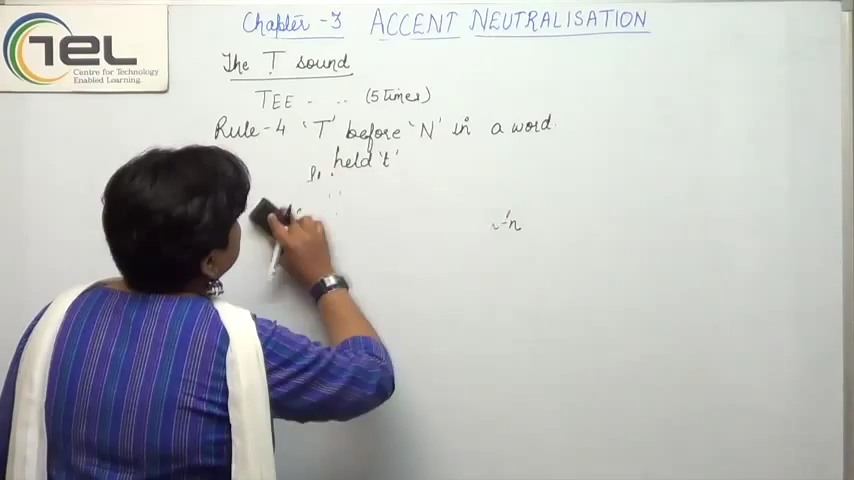 Chapter-3 ACCENT NEUTRALISATION
TEL
Centre for Technology
Enabled Learning.
The T sound
TEE - .. (5 times)
Rule-4 'T' before 'N' in a word.
held 't'